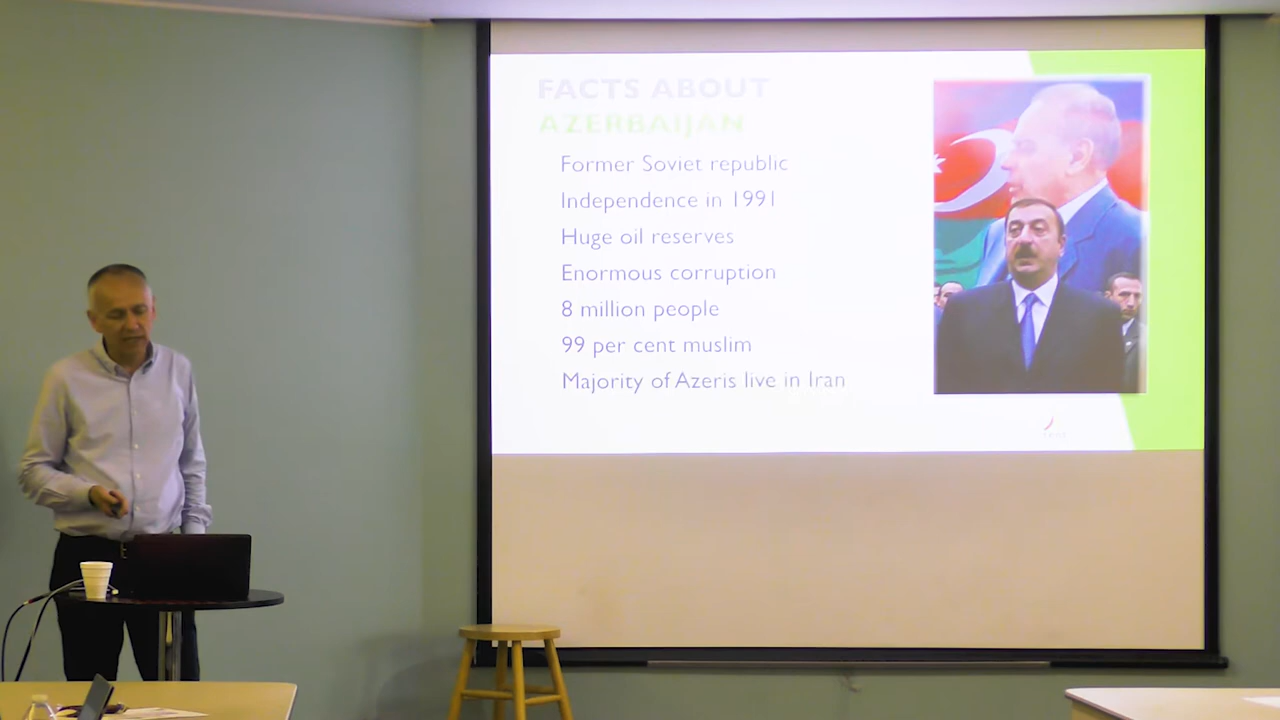 FACTS ABOUT
AZERBAIJAN
Former Soviet republic
Independence in 1991
Huge oil reserves
Enormous corruption
8 million people
99 per cent muslim
Majority of Azeris live in Iran